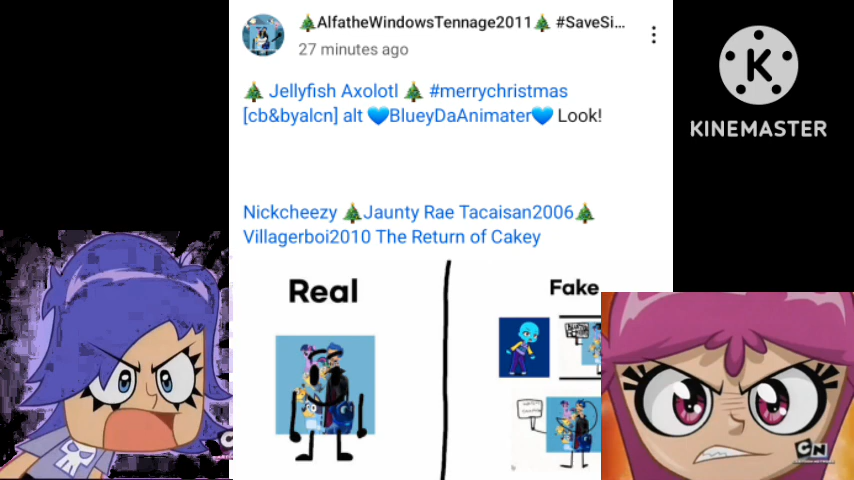 🎄AlfatheWindowsTennage2011🎄 #SaveSi...
27 minutes ago
🎄 Jellyfish Axolotl 🎄 #merrychristmas
[cb&byalcn] alt 💙BlueyDaAnimater💙 Look!
Nickcheezy 🎄Jaunty Rae Tacaisan2006🎄
Villagerboi2010 The Return of Cakey
Real
Fake
K
KINEMASTER
CN